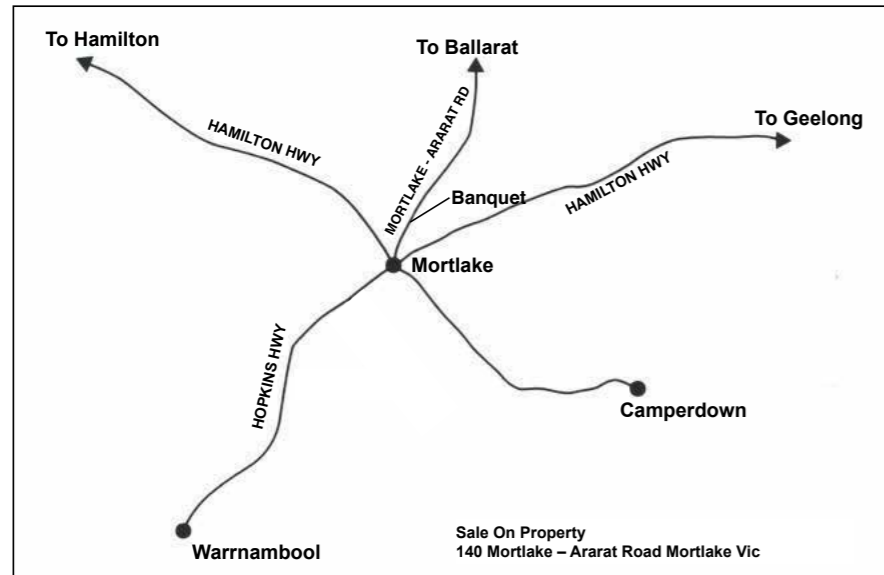 To Hamilton
To Ballarat
To Geelong
HAMILTON HWY
MORTLAKE - ARARAT RD
HAMILTON HWY
Banquet
Mortlake
HOPKINS HWY
Camperdown
Warrnambool
Sale On Property
140 Mortlake – Ararat Road Mortlake Vic